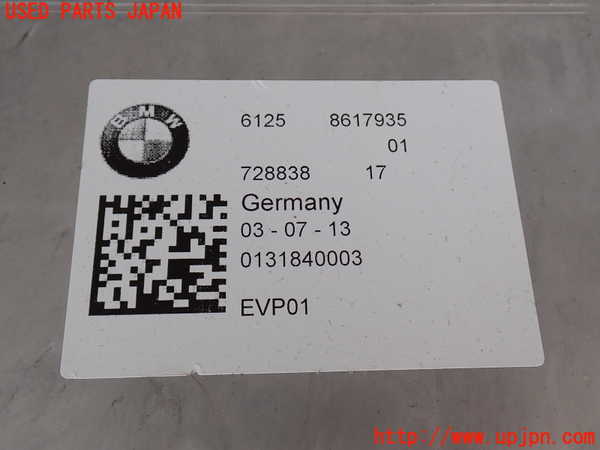 USED PARTS JAPAN
BMW
6125 8617935
01
728838 17
Germany
03 - 07 - 13
0131840003
EVP01
http://www.upjpn.com/